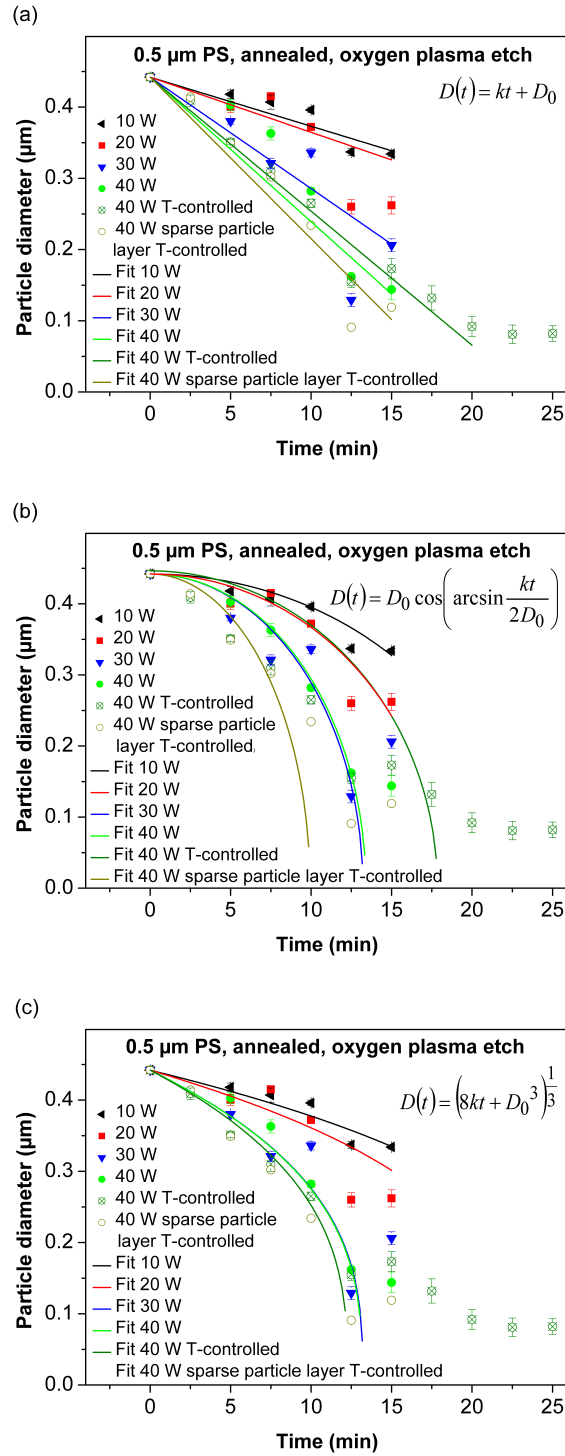 (a)
0.5 µm PS, annealed, oxygen plasma etch
D(t) = kt + D₀
10 W
20 W
30 W
40 W
40 W T-controlled
40 W sparse particle
layer T-controlled
Fit 10 W
Fit 20 W
Fit 30 W
Fit 40 W
Fit 40 W T-controlled
Fit 40 W sparse particle layer T-controlled
Particle diameter (µm)
0.4
0.3
0.2
0.1
0.0
0 5 10 15 20 25
Time (min)
(b)
0.5 µm PS, annealed, oxygen plasma etch
D(t) = D₀ cos(arcsin kt/2D₀)
10 W
20 W
30 W
40 W
40 W T-controlled
40 W sparse particle
layer T-controlled
Fit 10 W
Fit 20 W
Fit 30 W
Fit 40 W
Fit 40 W T-controlled
Fit 40 W sparse particle layer T-controlled
Particle diameter (µm)
0.4
0.3
0.2
0.1
0.0
0 5 10 15 20 25
Time (min)
(c)
0.5 µm PS, annealed, oxygen plasma etch
D(t) = (8kt + D₀³)^1/3
10 W
20 W
30 W
40 W
40 W T-controlled
40 W sparse particle
layer T-controlled
Fit 10 W
Fit 20 W
Fit 30 W
Fit 40 W
Fit 40 W T-controlled
Fit 40 W sparse particle layer T-controlled
Particle diameter (µm)
0.4
0.3
0.2
0.1
0.0
0 5 10 15 20 25
Time (min)